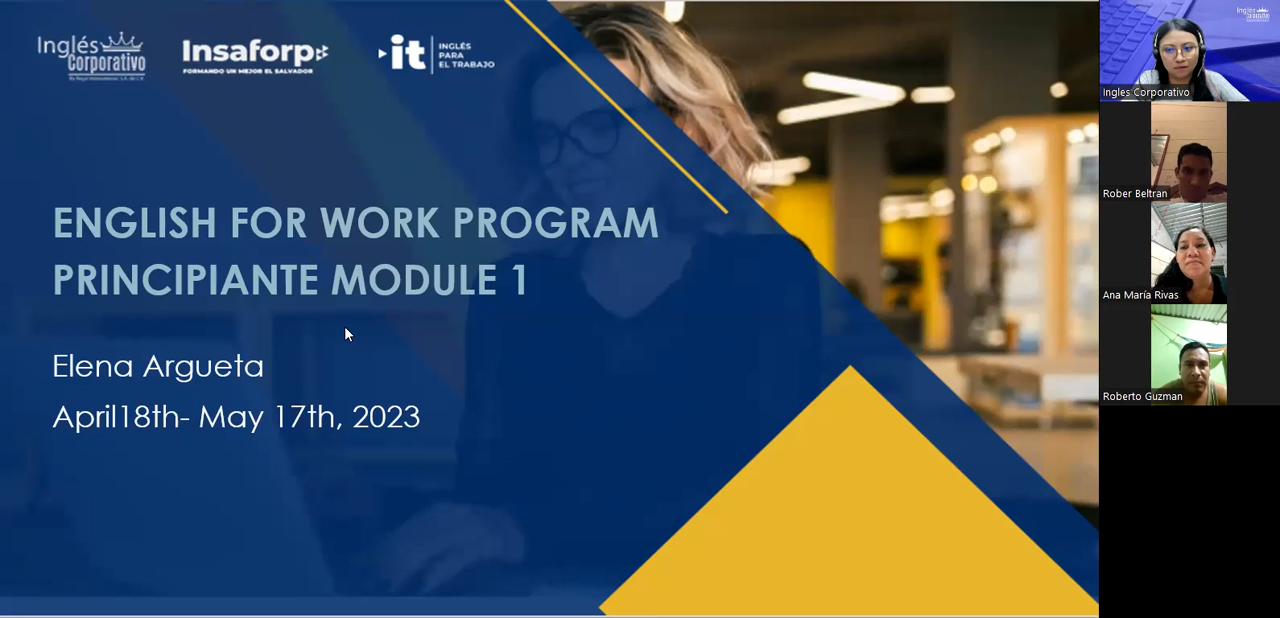 Inglés
Corporativo
Insaforp
FORMANDO UN MEJOR EL SALVADOR
it
INGLÉS
PARA
EL TRABAJO
ENGLISH FOR WORK PROGRAM
PRINCIPIANTE MODULE 1
Elena Argueta
April18th- May 17th, 2023
Ingles Corporativo
Rober Beltran
Ana María Rivas
Roberto Guzman